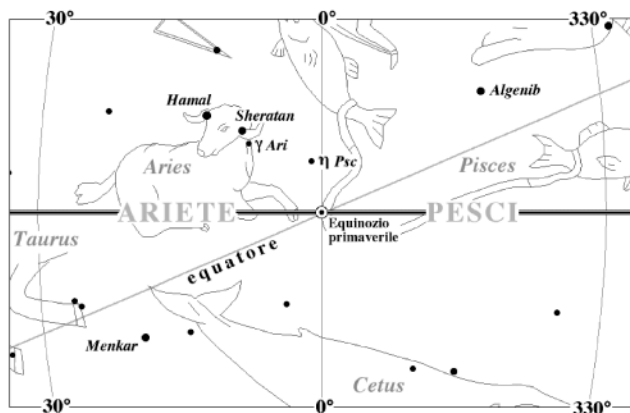 30°
0°
330°
Hamal
Sheratan
γ Ari
Algenib
Aries
η Psc
Pisces
ARIETE
PESCI
Equinozio
primaverile
Taurus
equatore
Menkar
Cetus
30°
0°
330°